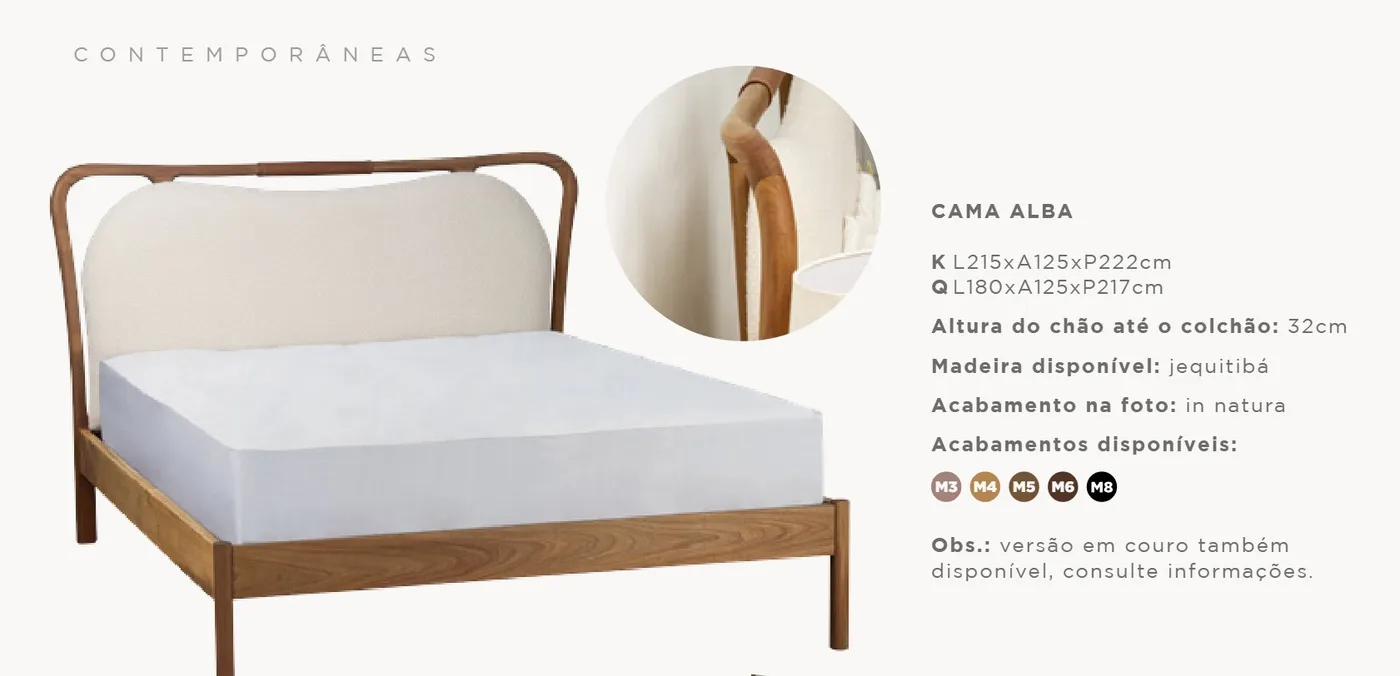 CONTEMPORÂNEAS
CAMA ALBA
K L215xA125xP222cm
Q L180xA125xP217cm
Altura do chão até o colchão: 32cm
Madeira disponível: jequitibá
Acabamento na foto: in natura
Acabamentos disponíveis:
M3 M4 M5 M6 M8
Obs.: versão em couro também
disponível, consulte informações.